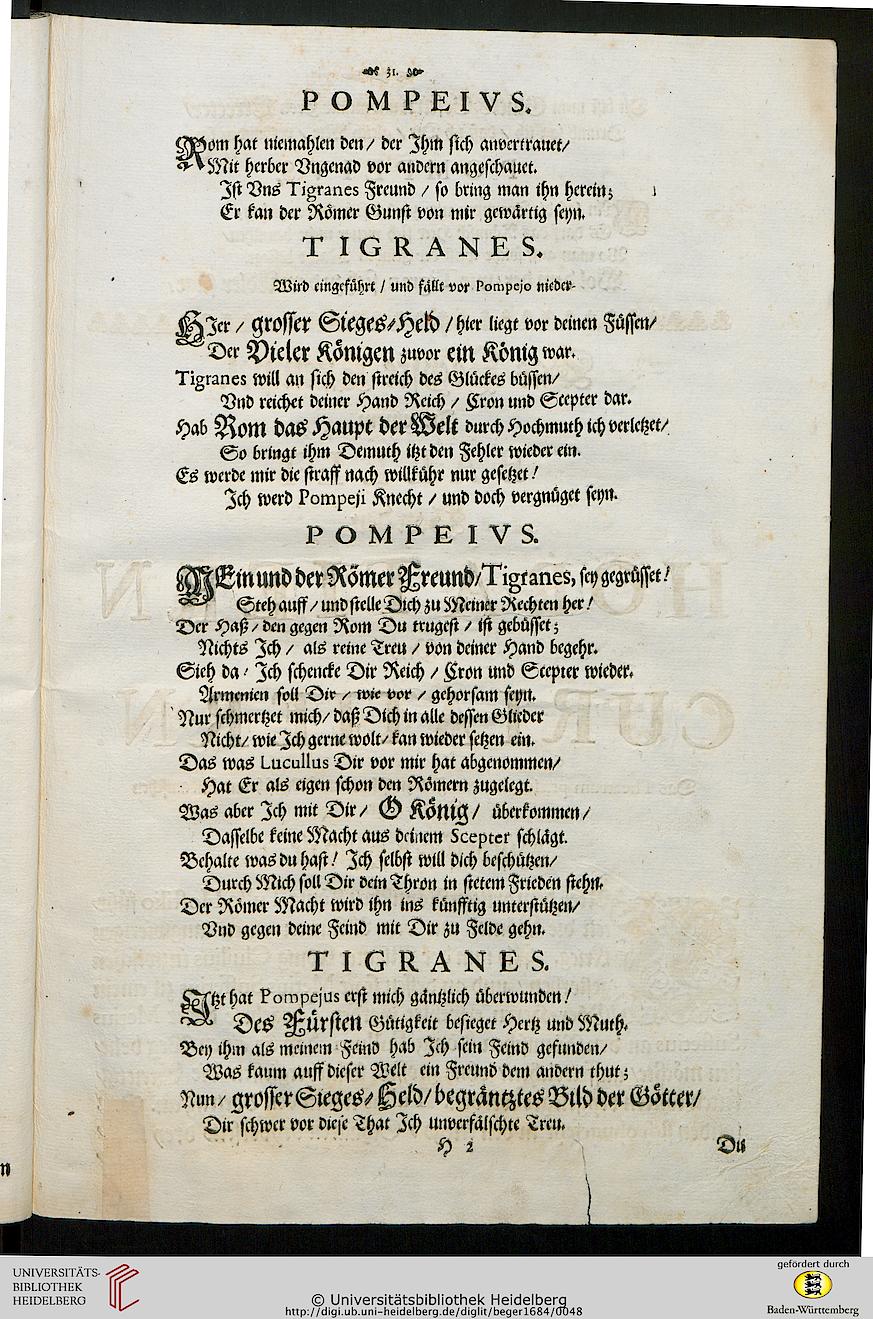 31.
POMPEIVS.
Rom hat niemahlen den / der Ihm sich anvertrauet /
Mit herber Vngenad vor andern angeschauet.
Ist Vns Tigranes Freund / so bring man ihn herein;
Er kan der Römer Gunst von mir gewärtig seyn.
TIGRANES.
Wird eingeführt / und fällt vor Pompejo nieder-
HIer / grosser Sieges-Held / hier liegt vor deinen Füssen /
Der Vieler Königen zuvor ein König war.
Tigranes will an sich den streich des Glückes büssen /
Vnd reichet deiner Hand Reich / Cron und Scepter dar.
Hab Rom das Haupt der Welt durch Hochmuth ich verletzet /
So bringt ihm Demuth itzt den Fehler wieder ein.
Es werde mir die straff nach willkühr nur gesetzet!
Ich werd Pompeji Knecht / und doch vergnüget seyn.
POMPEIVS.
MEin und der Römer Freund / Tigranes, sey gegrüsset!
Steh auff / und stelle Dich zu Meiner Rechten her!
Der Haß / den gegen Rom Du trugest / ist gebüsset;
Nichts Ich / als reine Treu / von deiner Hand begehr.
Sieh da / Ich schencke Dir Reich / Cron und Scepter wieder.
Armenien soll Dir / wie vor / gehorsam seyn.
Nur schmertzet mich / daß Dich in alle dessen Glieder
Nicht / wie Ich gerne wolt / kan wieder setzen ein.
Das was Lucullus Dir vor mir hat abgenommen /
Hat Er als eigen schon den Römern zugelegt.
Was aber Ich mit Dir / O König / überkommen /
Dasselbe keine Macht aus deinem Scepter schlägt.
Behalte was du hast! Ich selbst will dich beschützen /
Durch Mich soll Dir dein Thron in stetem Frieden stehn.
Der Römer Macht wird ihn ins künfftig unterstützen /
Vnd gegen deine Feind mit Dir zu Felde gehn.
TIGRANES.
ITzt hat Pompejus erst mich gäntzlich überwunden!
Des Fürsten Gütigkeit besieget Hertz und Muth.
Bey ihm als meinem Feind hab Ich sein Feind gefunden /
Was kaum auff dieser Welt ein Freund dem andern thut;
Nun / grosser Sieges-Held / begräntztes Bild der Götter /
Dir schwer vor diese That Ich unverfälschte Treu.
H 2
Du
n
UNIVERSITÄTS-
BIBLIOTHEK
HEIDELBERG
© Universitätsbibliothek Heidelberg
http://digi.ub.uni-heidelberg.de/diglit/beger1684/0048
gefördert durch
Baden-Württemberg